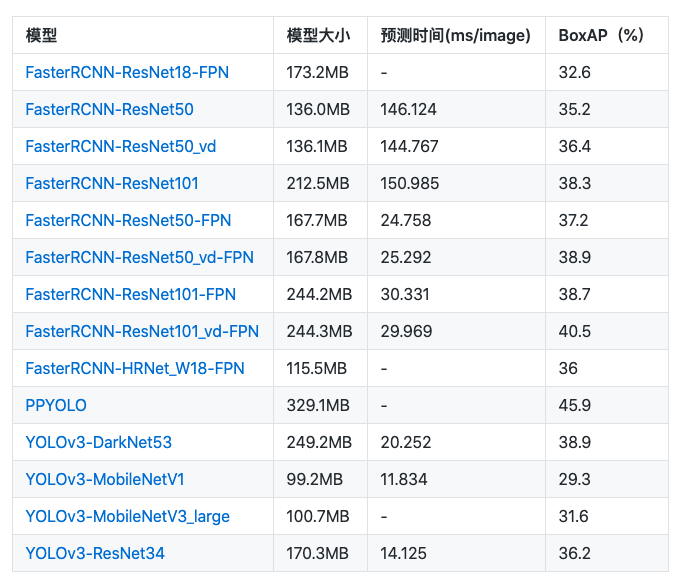 模型 模型大小 预测时间(ms/image) BoxAP（%）
FasterRCNN-ResNet18-FPN 173.2MB - 32.6
FasterRCNN-ResNet50 136.0MB 146.124 35.2
FasterRCNN-ResNet50_vd 136.1MB 144.767 36.4
FasterRCNN-ResNet101 212.5MB 150.985 38.3
FasterRCNN-ResNet50-FPN 167.7MB 24.758 37.2
FasterRCNN-ResNet50_vd-FPN 167.8MB 25.292 38.9
FasterRCNN-ResNet101-FPN 244.2MB 30.331 38.7
FasterRCNN-ResNet101_vd-FPN 244.3MB 29.969 40.5
FasterRCNN-HRNet_W18-FPN 115.5MB - 36
PPYOLO 329.1MB - 45.9
YOLOv3-DarkNet53 249.2MB 20.252 38.9
YOLOv3-MobileNetV1 99.2MB 11.834 29.3
YOLOv3-MobileNetV3_large 100.7MB - 31.6
YOLOv3-ResNet34 170.3MB 14.125 36.2